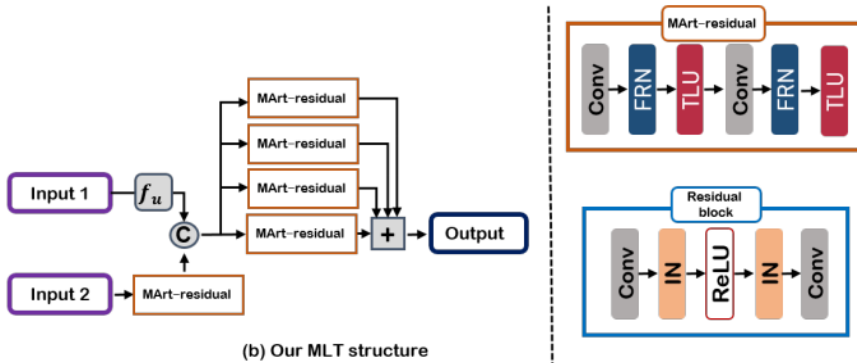 MArt-residual
MArt-residual
MArt-residual
MArt-residual
Input 1
f_u
C
+
Output
Input 2
MArt-residual
(b) Our MLT structure
MArt-residual
Conv
FRN
TLU
Conv
FRN
TLU
Residual
block
Conv
IN
ReLU
IN
Conv